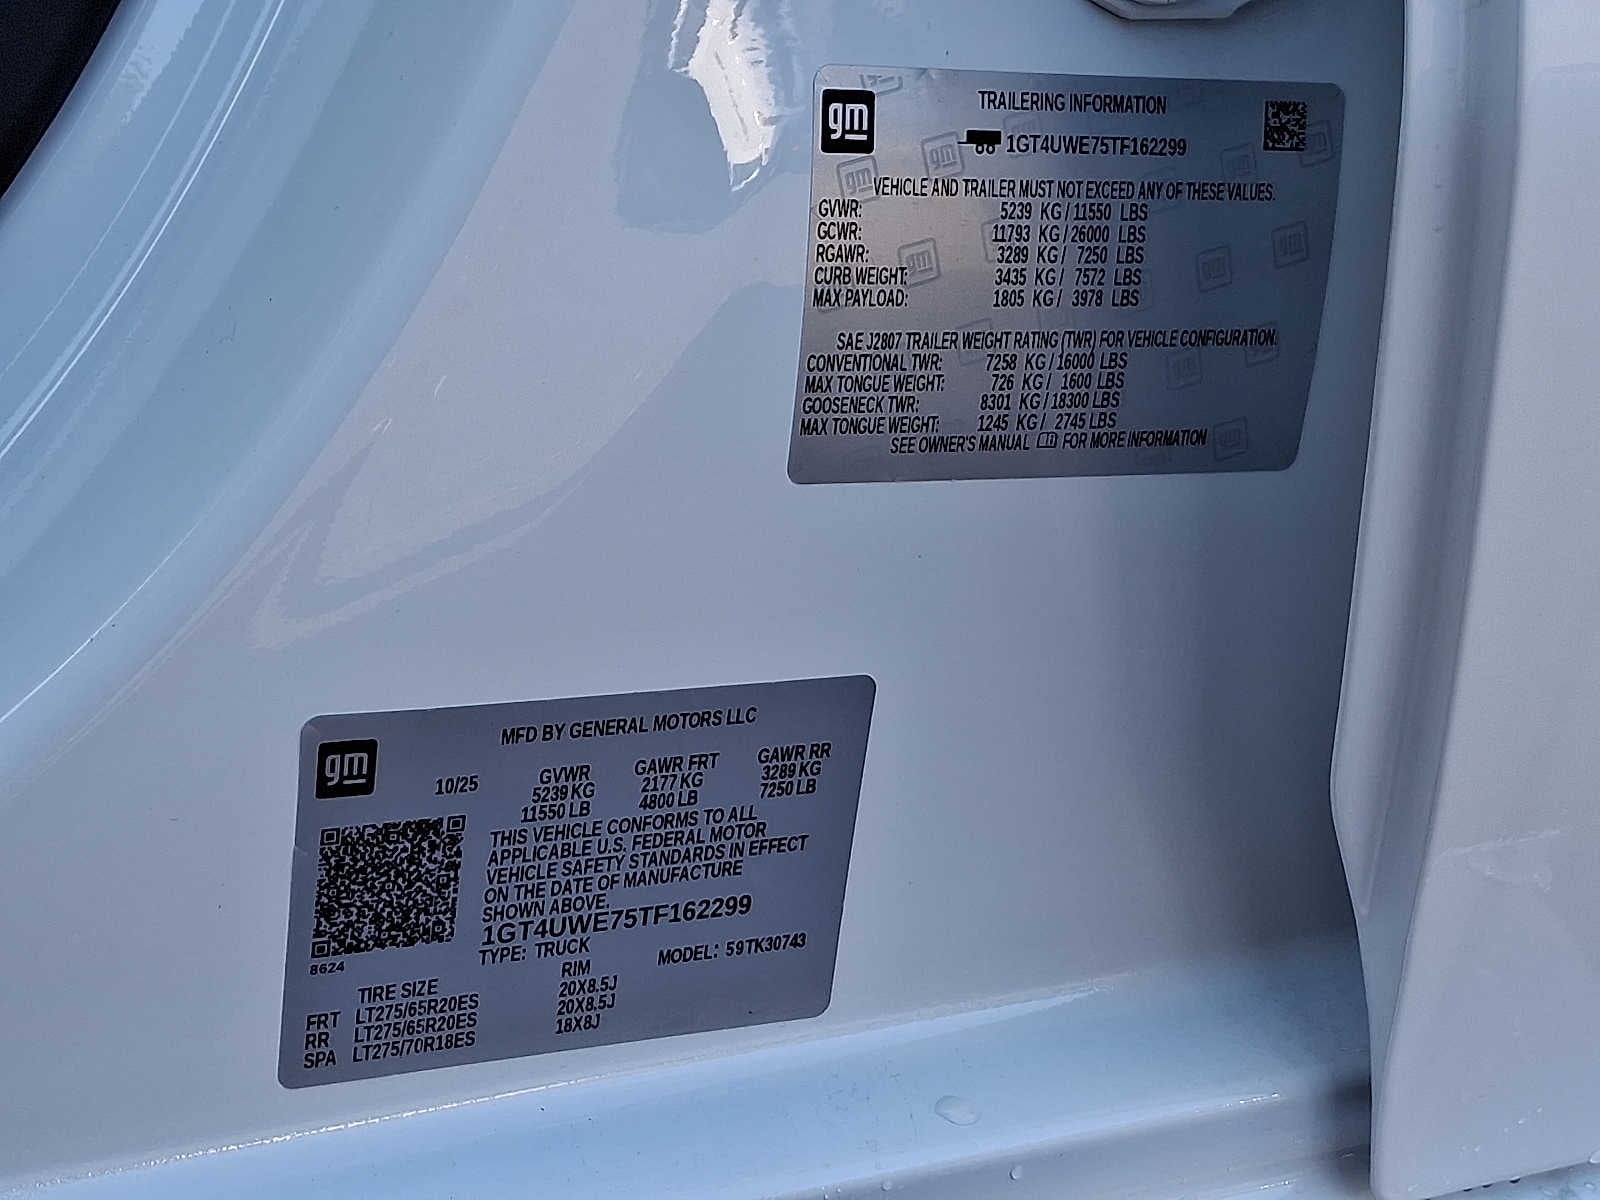 gm
TRAILERING INFORMATION
88 1GT4UWE75TF162299
VEHICLE AND TRAILER MUST NOT EXCEED ANY OF THESE VALUES.
GVWR: 5239 KG / 11550 LBS
GCWR: 11793 KG / 26000 LBS
RGAWR: 3289 KG / 7250 LBS
CURB WEIGHT: 3435 KG / 7572 LBS
MAX PAYLOAD: 1805 KG / 3978 LBS
SAE J2807 TRAILER WEIGHT RATING (TWR) FOR VEHICLE CONFIGURATION.
CONVENTIONAL TWR: 7258 KG / 16000 LBS
MAX TONGUE WEIGHT: 726 KG / 1600 LBS
GOOSENECK TWR: 8301 KG / 18300 LBS
MAX TONGUE WEIGHT: 1245 KG / 2745 LBS
SEE OWNER'S MANUAL FOR MORE INFORMATION
gm
MFD BY GENERAL MOTORS LLC
10/25 GVWR GAWR FRT GAWR RR
5239 KG 2177 KG 3289 KG
11550 LB 4800 LB 7250 LB
THIS VEHICLE CONFORMS TO ALL
APPLICABLE U.S. FEDERAL MOTOR
VEHICLE SAFETY STANDARDS IN EFFECT
ON THE DATE OF MANUFACTURE
SHOWN ABOVE.
1GT4UWE75TF162299
TYPE: TRUCK MODEL: 59TK30743
8624
TIRE SIZE RIM
FRT LT275/65R20ES 20X8.5J
RR LT275/65R20ES 20X8.5J
SPA LT275/70R18ES 18X8J